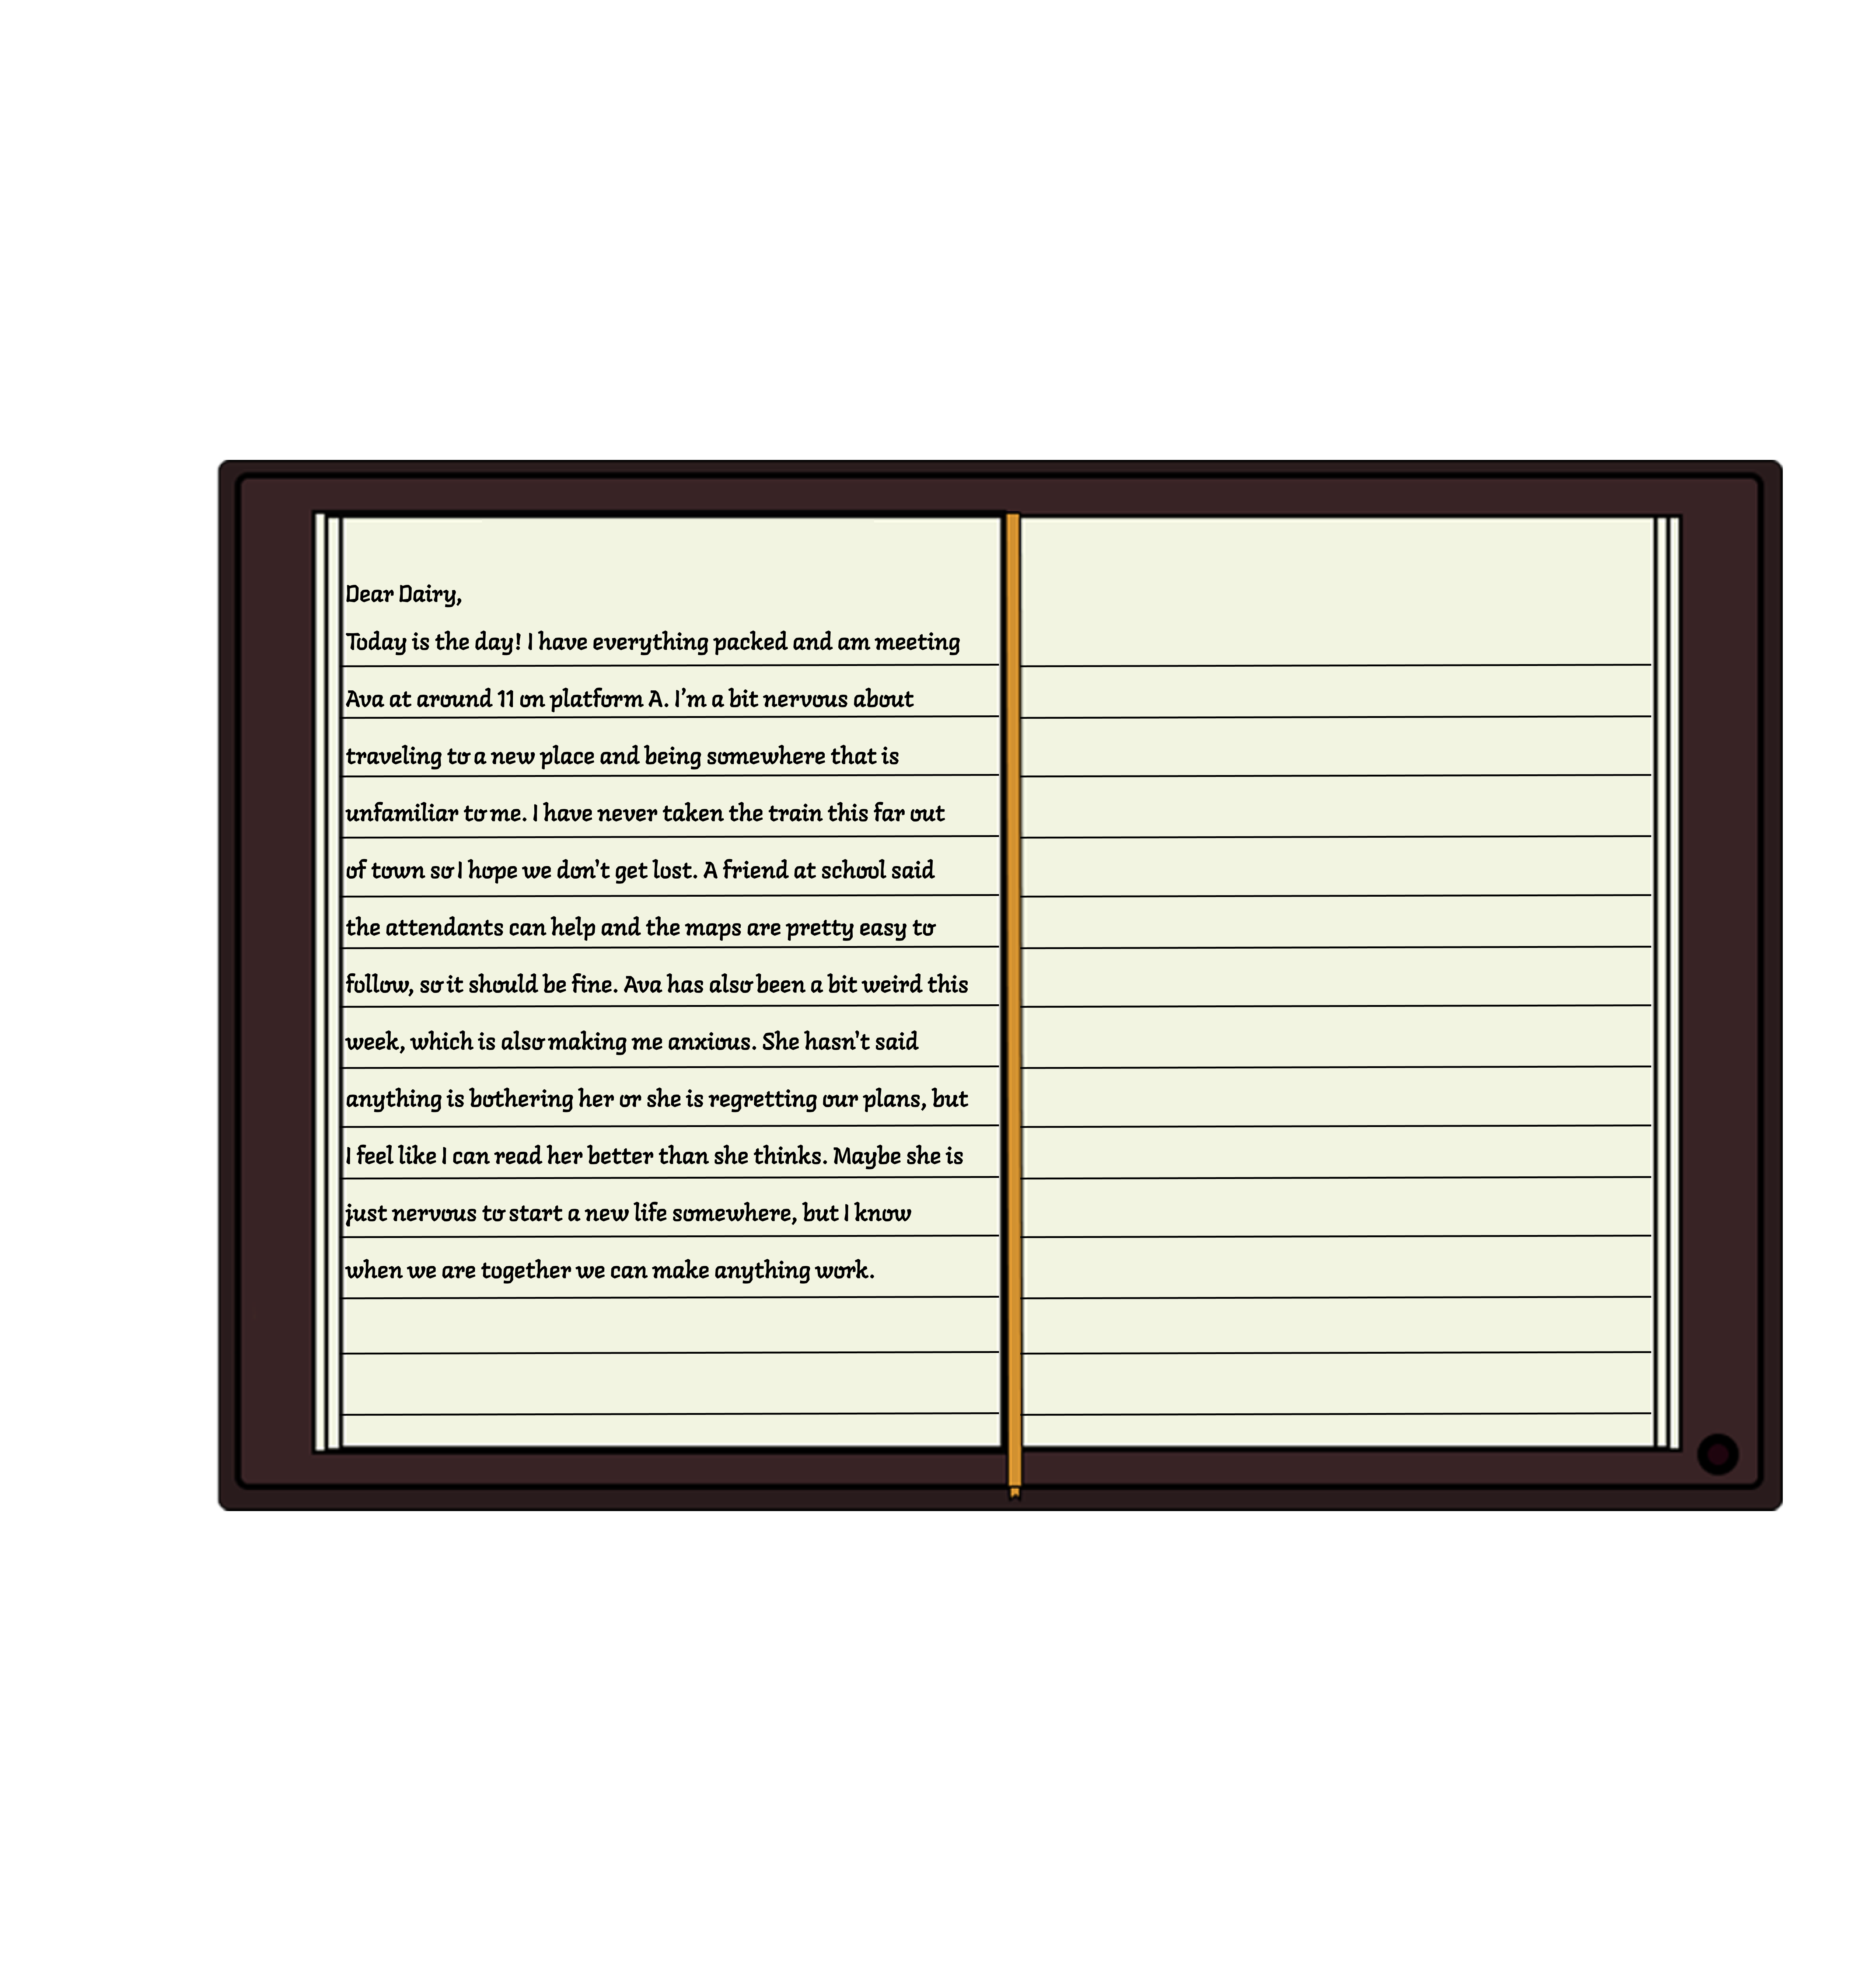 Dear Dairy,
Today is the day! I have everything packed and am meeting
Ava at around 11 on platform A. I'm a bit nervous about
traveling to a new place and being somewhere that is
unfamiliar to me. I have never taken the train this far out
of town so I hope we don't get lost. A friend at school said
the attendants can help and the maps are pretty easy to
follow, so it should be fine. Ava has also been a bit weird this
week, which is also making me anxious. She hasn't said
anything is bothering her or she is regretting our plans, but
I feel like I can read her better than she thinks. Maybe she is
just nervous to start a new life somewhere, but I know
when we are together we can make anything work.